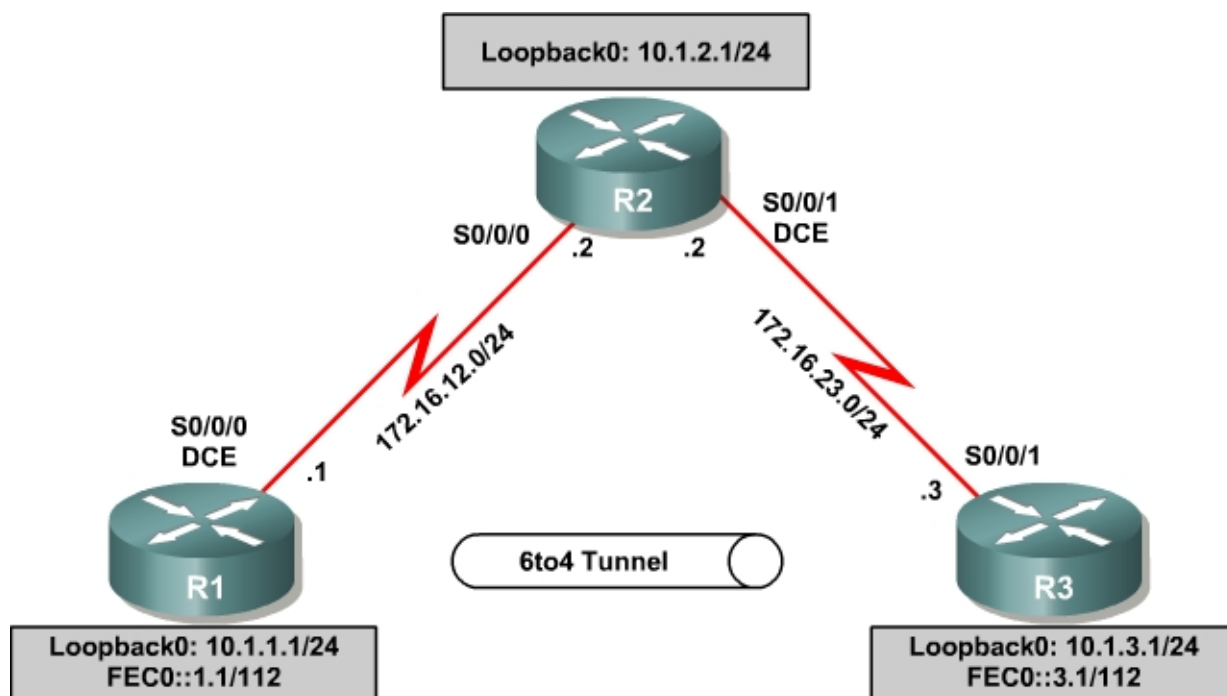 Loopback0: 10.1.2.1/24
R2
S0/0/0
.2
.2
S0/0/1
DCE
172.16.12.0/24
172.16.23.0/24
S0/0/0
DCE
.1
S0/0/1
.3
6to4 Tunnel
R1
R3
Loopback0: 10.1.1.1/24
FEC0::1.1/112
Loopback0: 10.1.3.1/24
FEC0::3.1/112